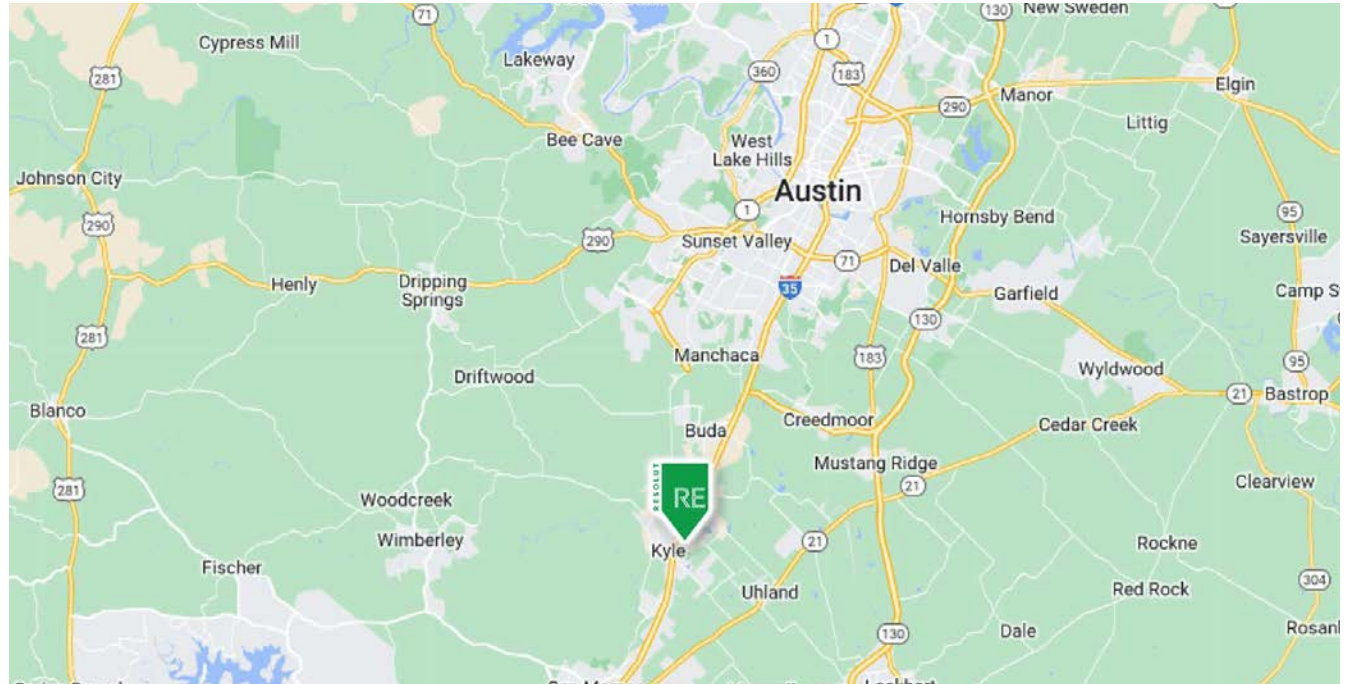 New Sweden
71
130
Cypress Mill
1
Lakeway
281
360
183
Elgin
Manor
290
Littig
Bee Cave
West
Lake Hills
Johnson City
Austin
1
95
Hornsby Bend
290
290
Sunset Valley
Sayersville
71
Del Valle
Henly
Dripping
Springs
35
Garfield
Camp S
130
281
Manchaca
183
95
Wyldwood
Driftwood
21
Bastrop
Blanco
Creedmoor
Cedar Creek
Buda
Mustang Ridge
RESOLUT
RE
281
21
Clearview
Woodcreek
Wimberley
21
Rockne
Kyle
Fischer
304
Uhland
Red Rock
130
Dale
Rosanl